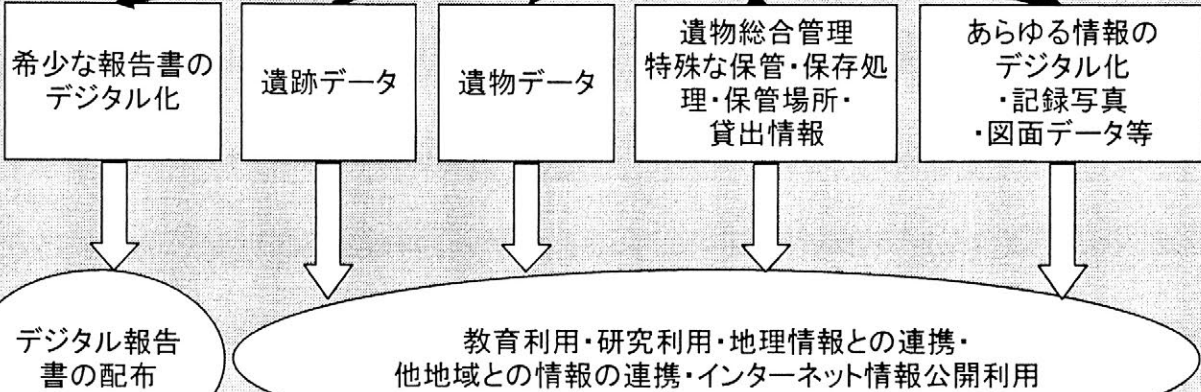 希少な報告書の
デジタル化
遺跡データ
遺物データ
遺物総合管理
特殊な保管・保存処
理・保管場所・
貸出情報
あらゆる情報の
デジタル化
・記録写真
・図面データ等
デジタル報告
書の配布
教育利用・研究利用・地理情報との連携・
他地域との情報の連携・インターネット情報公開利用